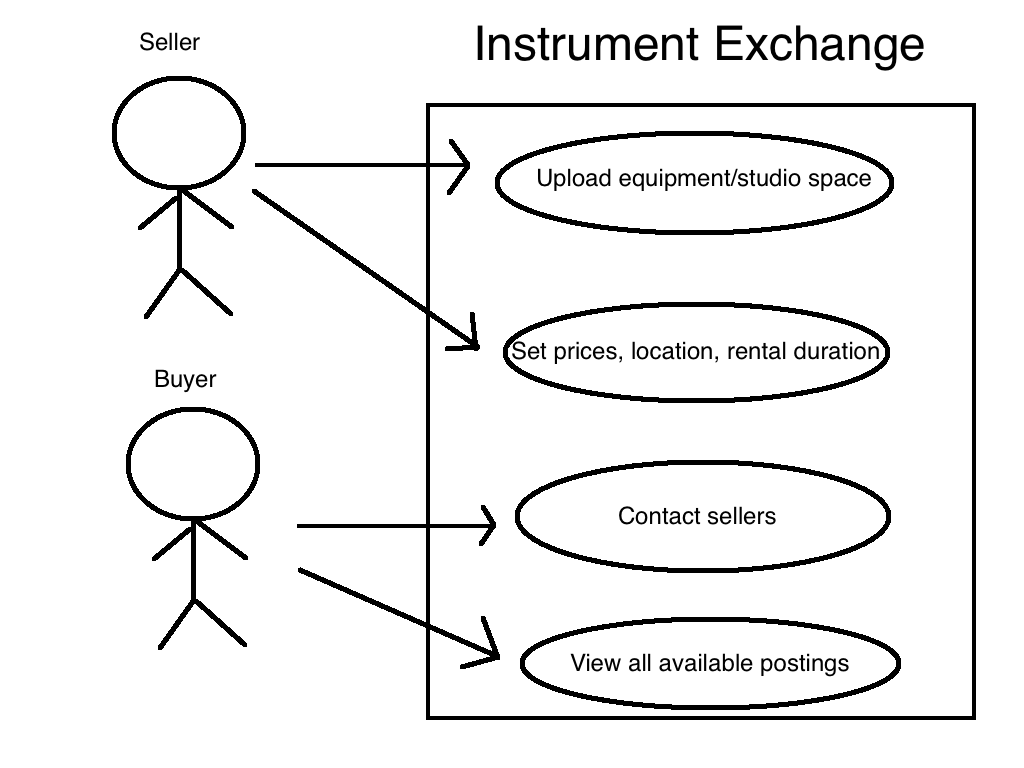 Seller
Instrument Exchange
Upload equipment/studio space
Set prices, location, rental duration
Buyer
Contact sellers
View all available postings